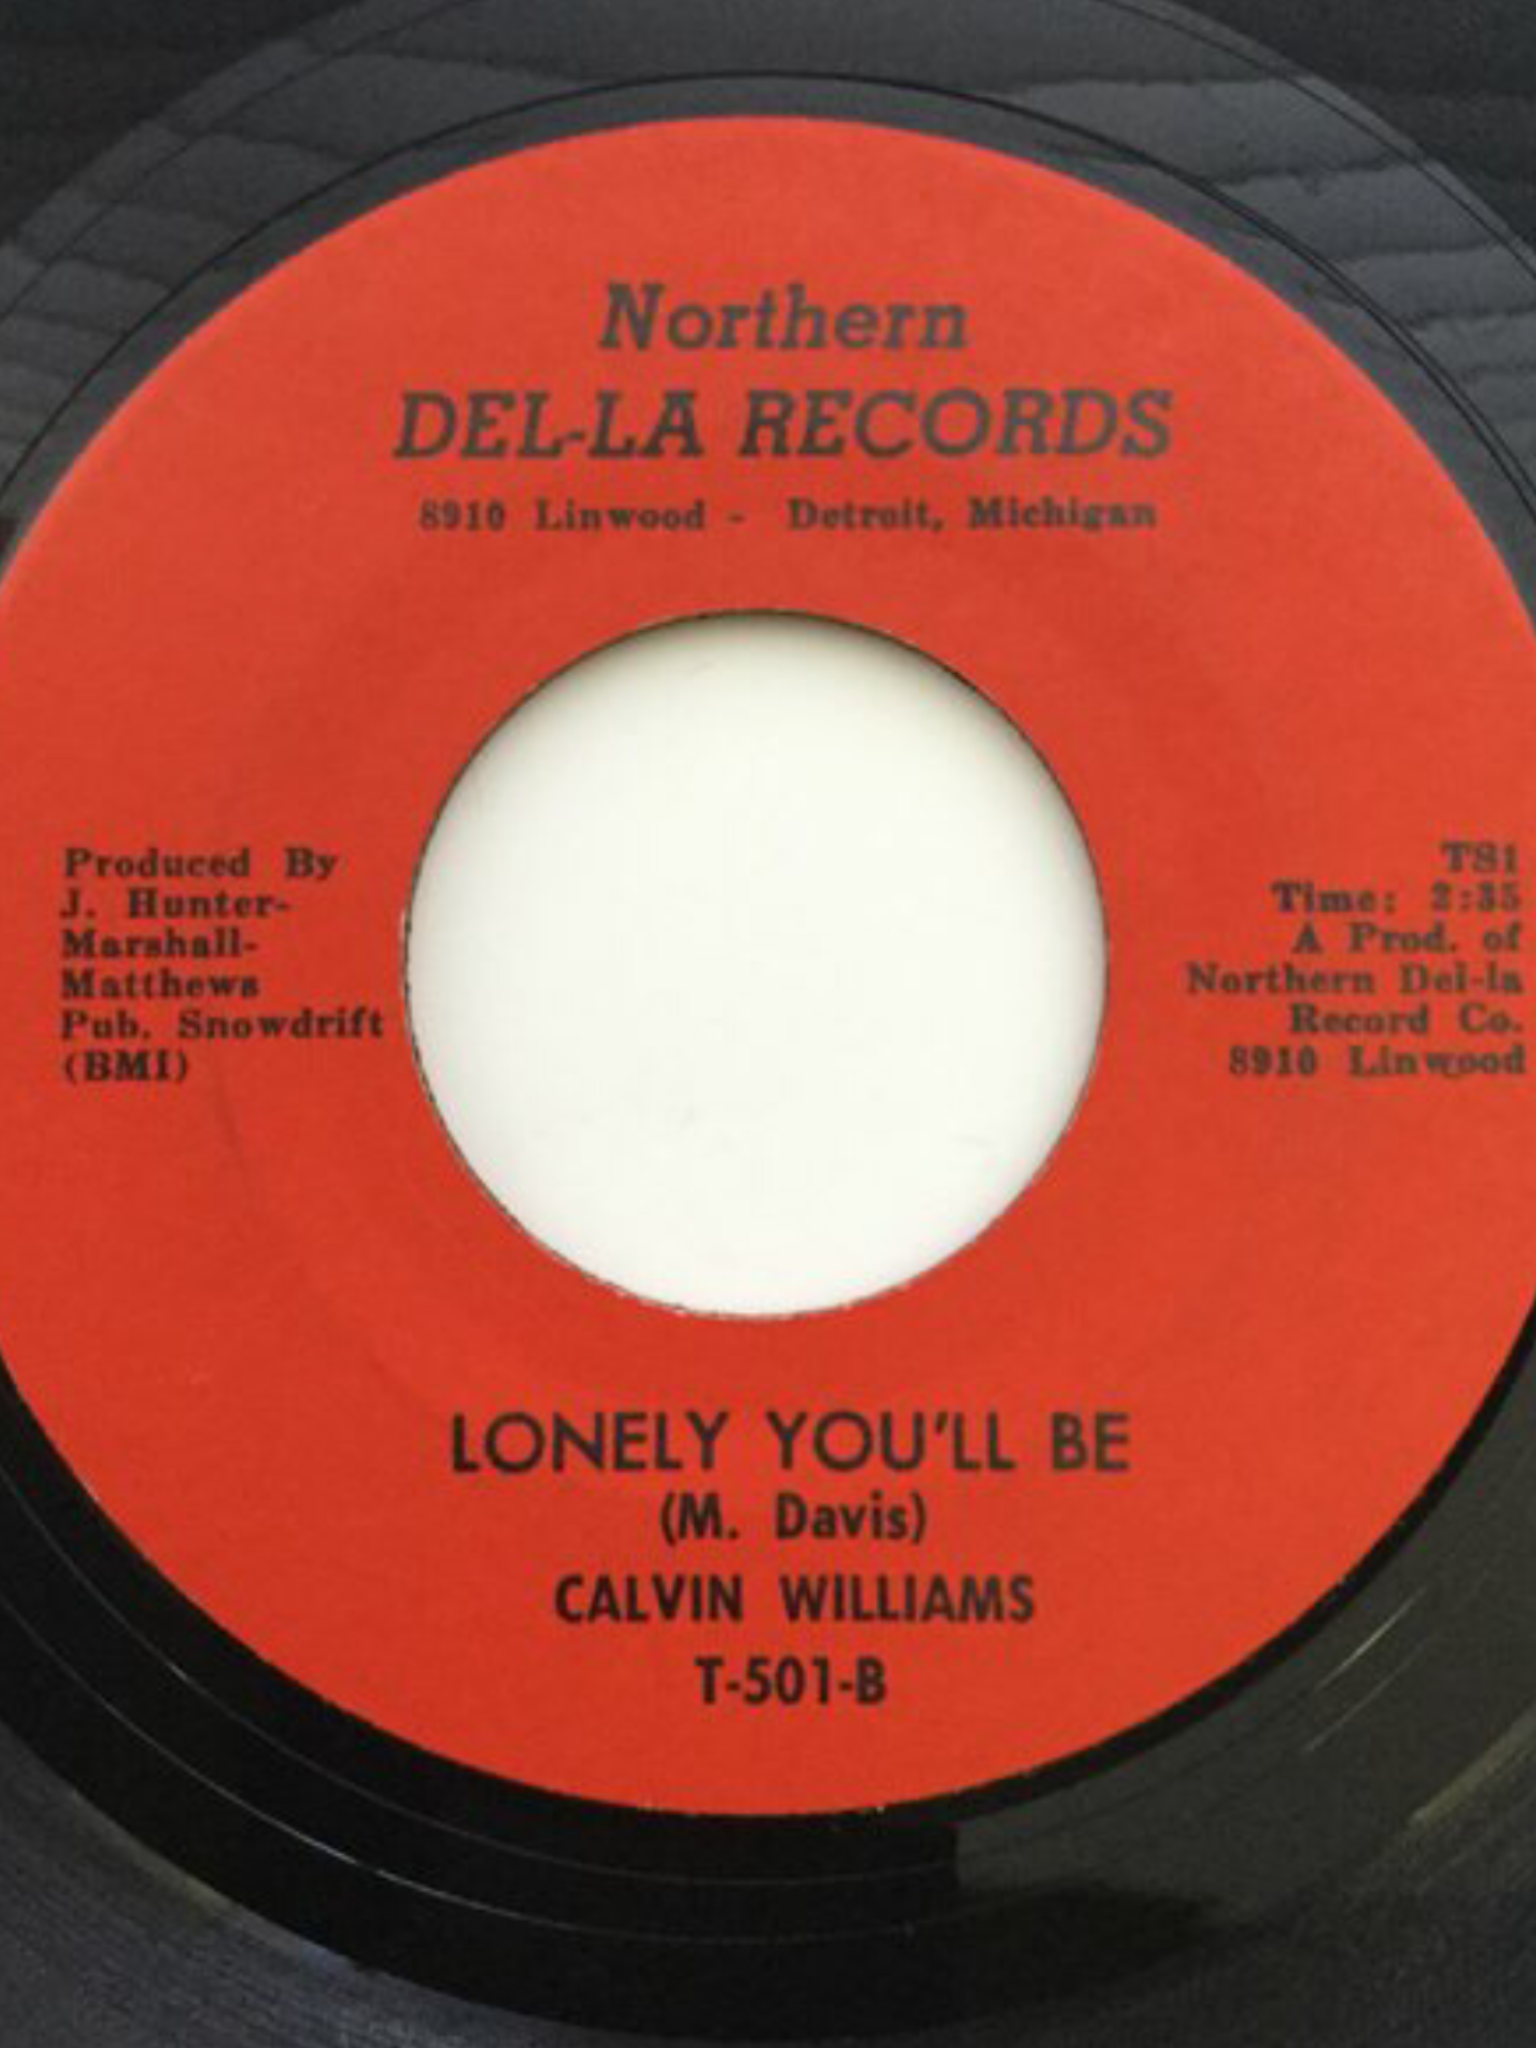 Northern
DEL-LA RECORDS
8910 Linwood - Detroit, Michigan
Produced By
J. Hunter-
Marshall-
Matthews
Pub. Snowdrift
(BMI)
TS1
Time: 2:35
A Prod. of
Northern Del-la
Record Co.
8910 Linwood
LONELY YOU'LL BE
(M. Davis)
CALVIN WILLIAMS
T-501-B